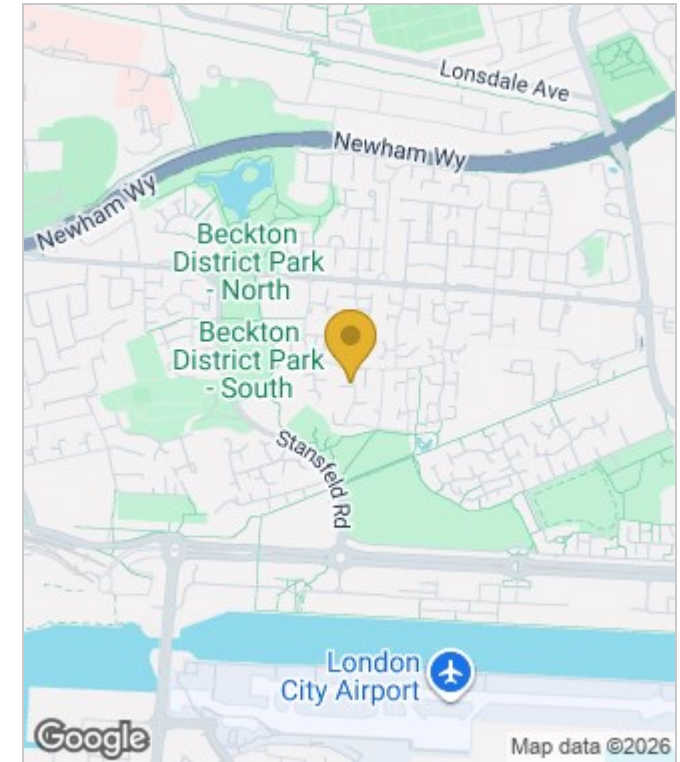 Lonsdale Ave
Newham Wy
Newham Wy
Beckton
District Park
- North
Beckton
District Park
- South
Stansfeld Rd
London
City Airport
Google
Map data ©2026